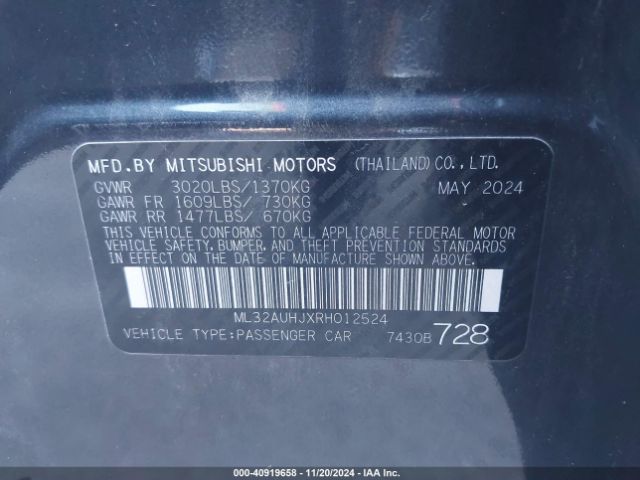 MFD.BY MITSUBISHI MOTORS (THAILAND)CO.,LTD.
GVWR 3020LBS/1370KG MAY 2024
GAWR FR 1609LBS/ 730KG
GAWR RR 1477LBS/ 670KG
THIS VEHICLE CONFORMS TO ALL APPLICABLE FEDERAL MOTOR
VEHICLE SAFETY, BUMPER, AND THEFT PREVENTION STANDARDS
IN EFFECT ON THE DATE OF MANUFACTURE SHOWN ABOVE.
ML32AUHJXRH012524
VEHICLE TYPE:PASSENGER CAR 7430B 728
000-40919658 - 11/20/2024 - IAAI.COM